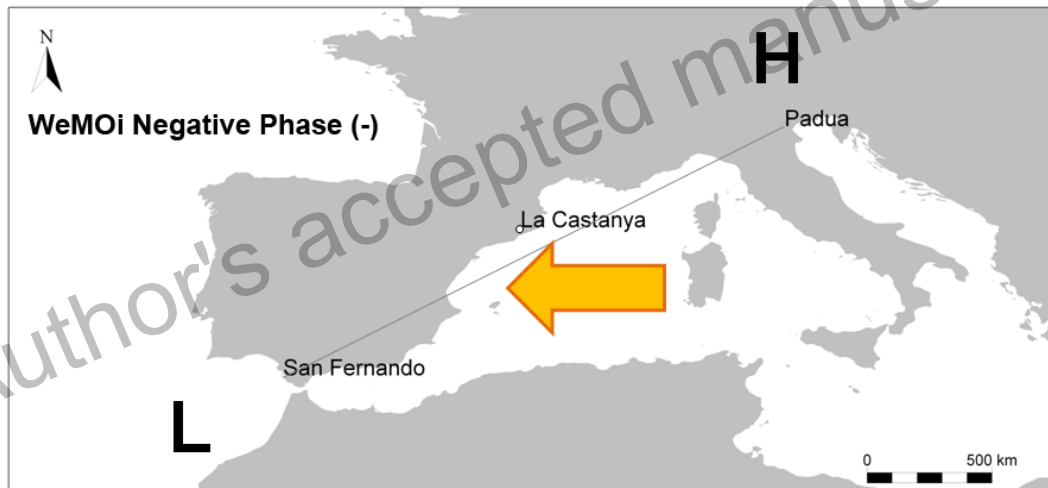 N
H
WeMOi Negative Phase (-)
Padua
La Castanya
San Fernando
L
0 500 km
Author's accepted manus